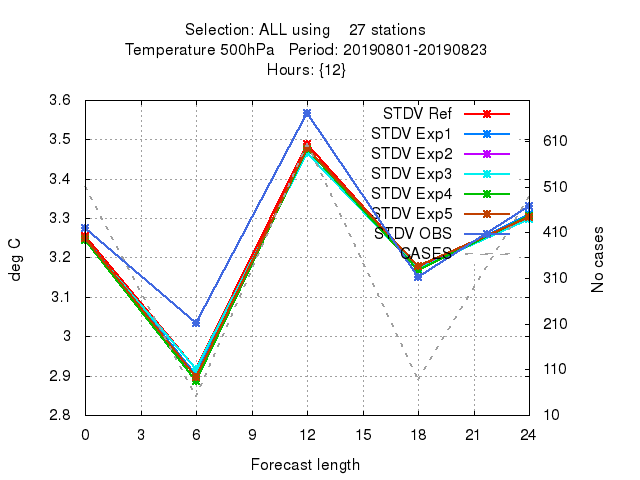 Selection: ALL using    27 stations
Temperature 500hPa   Period: 20190801-20190823
Hours: {12}
3.6
3.5
3.4
3.3
3.2
3.1
3
2.9
2.8
deg C
STDV Ref
STDV Exp1
STDV Exp2
STDV Exp3
STDV Exp4
STDV Exp5
STDV OBS
CASES
610
510
410
310
210
110
10
No cases
0 3 6 9 12 15 18 21 24
Forecast length